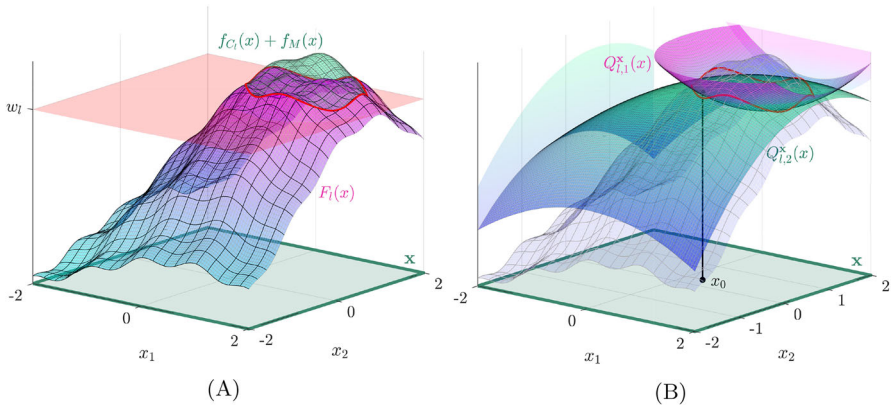 f_{C_l}(x) + f_M(x)
w_l
F_l(x)
x
-2
0
2
-2
0
2
x_1
x_2
(A)
Q^x_{l,1}(x)
Q^x_{l,2}(x)
x_0
x
-2
0
2
-2
-1
0
1
2
x_1
x_2
(B)